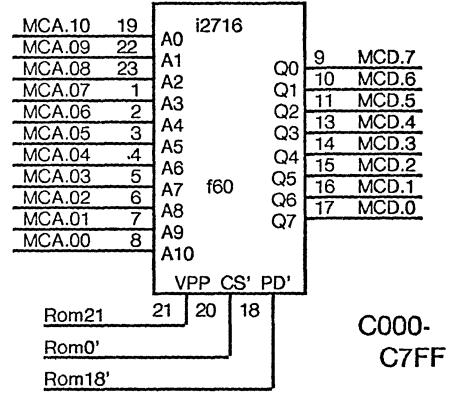 MCA.10 19 A0 i2716
MCA.09 22 A1 Q0 9 MCD.7
MCA.08 23 A2 Q1 10 MCD.6
MCA.07 1 A3 Q2 11 MCD.5
MCA.06 2 A4 Q3 13 MCD.4
MCA.05 3 A5 Q4 14 MCD.3
MCA.04 4 A6 Q5 15 MCD.2
MCA.03 5 A7 f60 Q6 16 MCD.1
MCA.02 6 A8 Q7 17 MCD.0
MCA.01 7 A9
MCA.00 8 A10
VPP CS' PD'
Rom21 21 20 18
Rom0'
Rom18'
C000-
C7FF